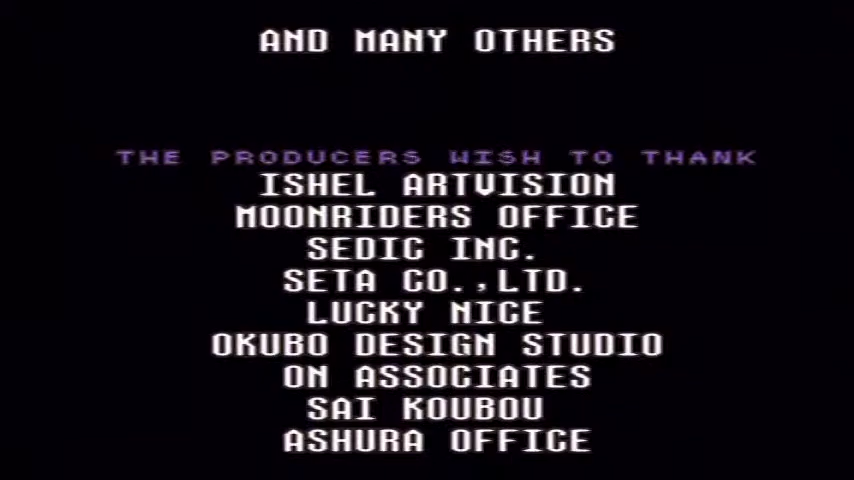 AND MANY OTHERS
THE PRODUCERS WISH TO THANK
ISHEL ARTVISION
MOONRIDERS OFFICE
SEDIC INC.
SETA CO.,LTD.
LUCKY NICE
OKUBO DESIGN STUDIO
ON ASSOCIATES
SAI KOUBOU
ASHURA OFFICE